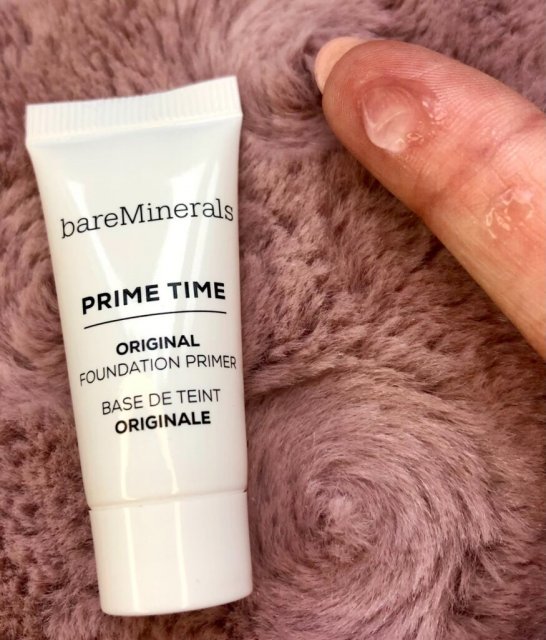 bareMinerals
PRIME TIME
ORIGINAL
FOUNDATION PRIMER
BASE DE TEINT
ORIGINALE